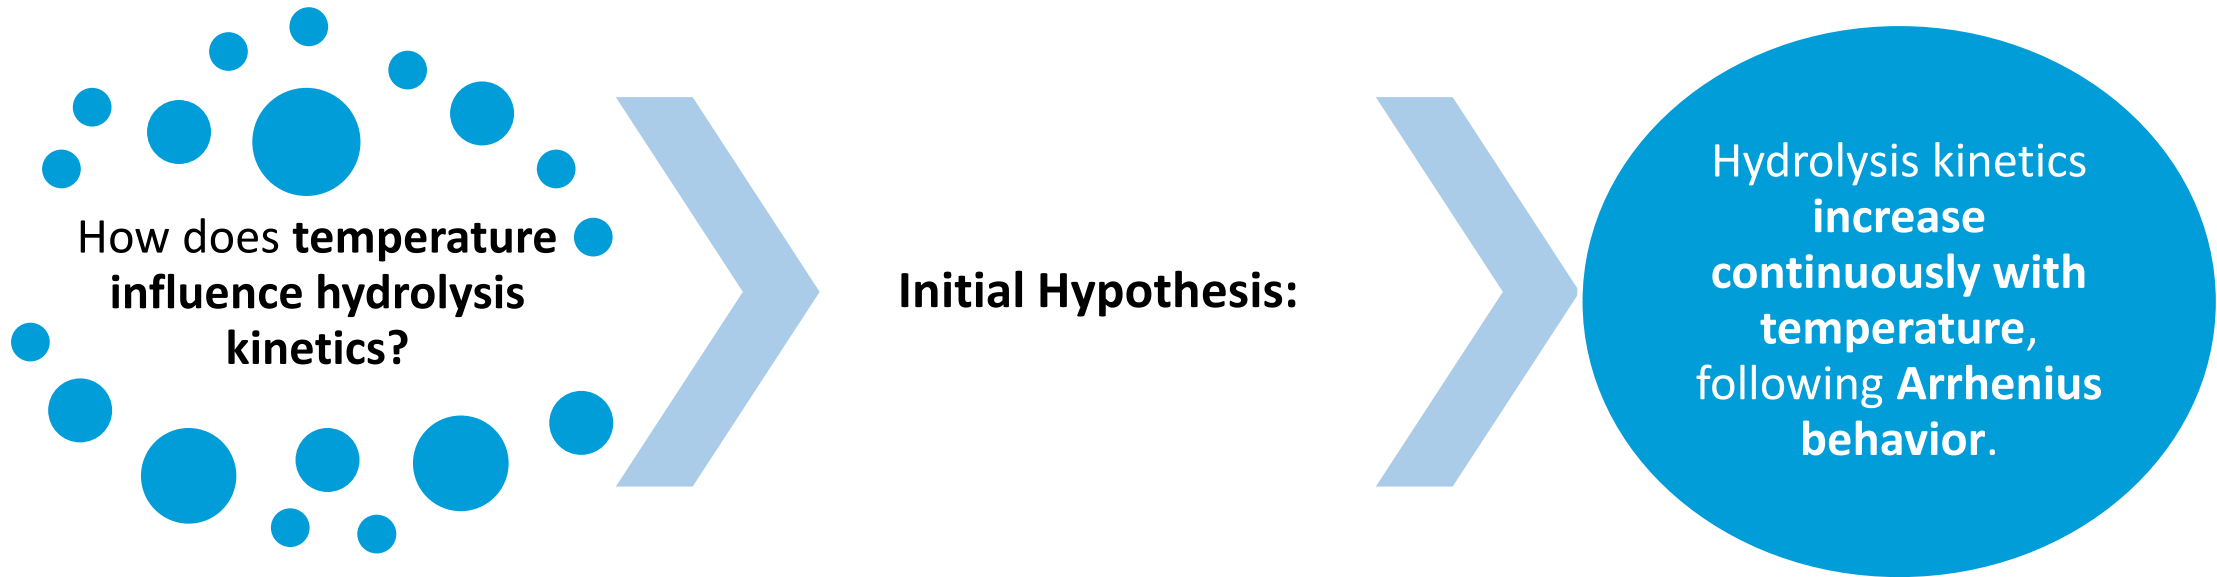 How does temperature
influence hydrolysis
kinetics?
Initial Hypothesis:
Hydrolysis kinetics
increase
continuously with
temperature,
following Arrhenius
behavior.